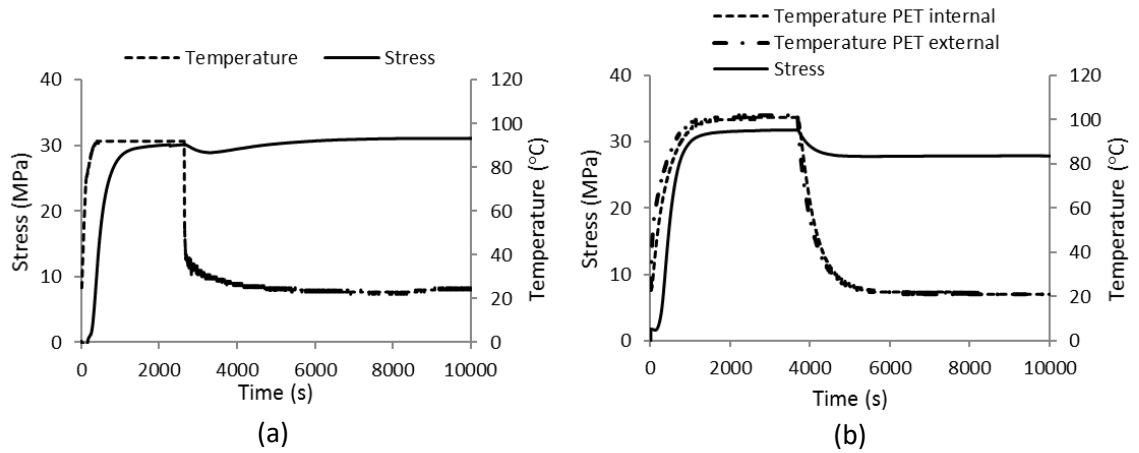 Temperature Stress
40
30
20
10
0
Stress (MPa)
120
100
80
60
40
20
0
Temperature (°C)
0 2000 4000 6000 8000 10000
Time (s)
(a)
Temperature PET internal
Temperature PET external
Stress
40
30
20
10
0
Stress (MPa)
120
100
80
60
40
20
0
Temperature (°C)
0 2000 4000 6000 8000 10000
Time (s)
(b)